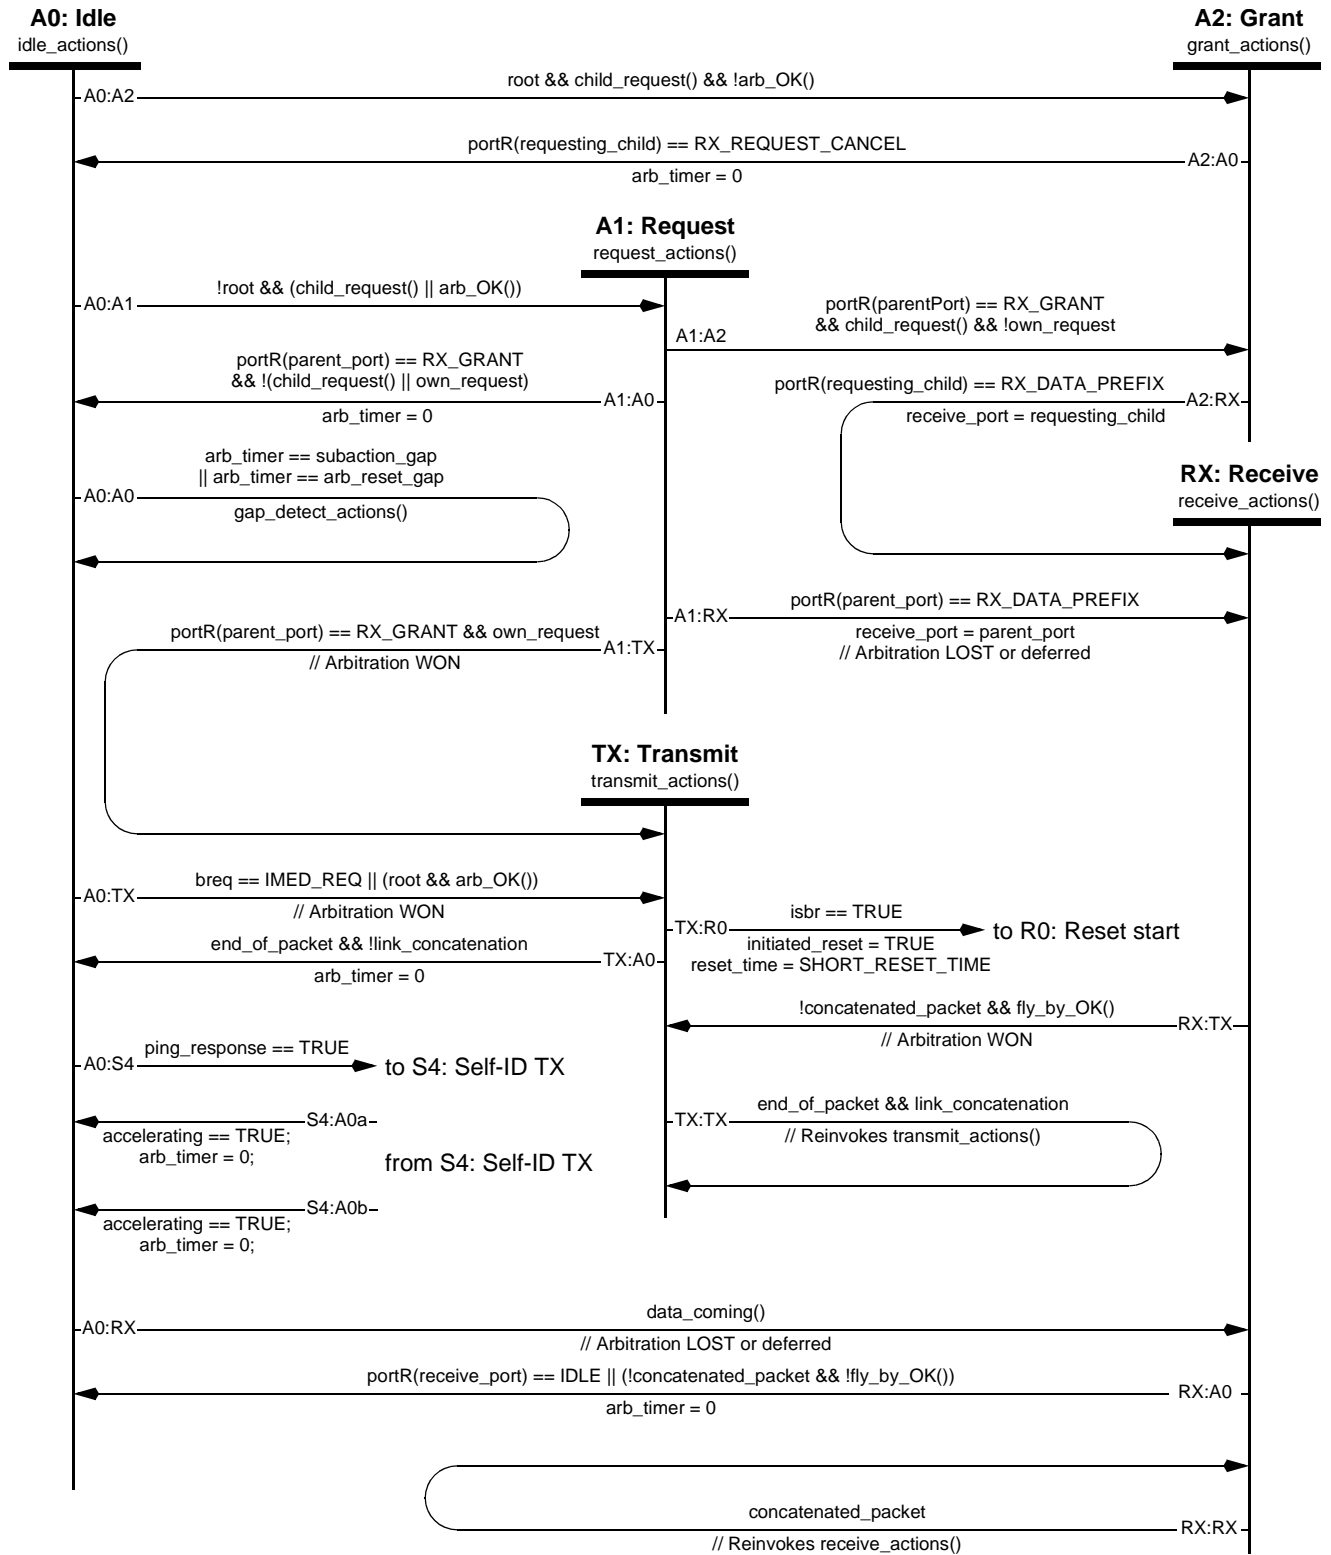 A0: Idle
idle_actions()
A2: Grant
grant_actions()
A0:A2
root && child_request() && !arb_OK()
portR(requesting_child) == RX_REQUEST_CANCEL
A2:A0
arb_timer = 0
A1: Request
request_actions()
A0:A1
!root && (child_request() || arb_OK())
portR(parentPort) == RX_GRANT
&& child_request() && !own_request
A1:A2
portR(parent_port) == RX_GRANT
&& !(child_request() || own_request)
A1:A0
arb_timer = 0
portR(requesting_child) == RX_DATA_PREFIX
A2:RX
receive_port = requesting_child
arb_timer == subaction_gap
|| arb_timer == arb_reset_gap
A0:A0
gap_detect_actions()
RX: Receive
receive_actions()
A1:RX
portR(parent_port) == RX_DATA_PREFIX
receive_port = parent_port
// Arbitration LOST or deferred
portR(parent_port) == RX_GRANT && own_request
A1:TX
// Arbitration WON
TX: Transmit
transmit_actions()
A0:TX
breq == IMED_REQ || (root && arb_OK())
// Arbitration WON
TX:R0
isbr == TRUE
initiated_reset = TRUE
reset_time = SHORT_RESET_TIME
to R0: Reset start
end_of_packet && !link_concatenation
TX:A0
arb_timer = 0
!concatenated_packet && fly_by_OK()
RX:TX
// Arbitration WON
A0:S4
ping_response == TRUE
to S4: Self-ID TX
TX:TX
end_of_packet && link_concatenation
// Reinvokes transmit_actions()
S4:A0a
accelerating == TRUE;
arb_timer = 0;
from S4: Self-ID TX
S4:A0b
accelerating == TRUE;
arb_timer = 0;
A0:RX
data_coming()
// Arbitration LOST or deferred
portR(receive_port) == IDLE || (!concatenated_packet && !fly_by_OK())
RX:A0
arb_timer = 0
concatenated_packet
RX:RX
// Reinvokes receive_actions()